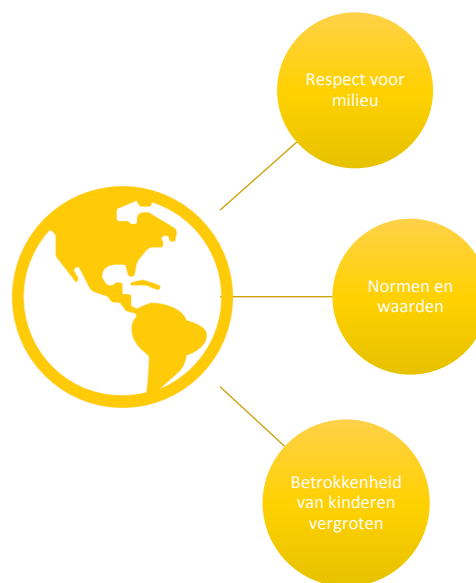 Respect voor
milieu
Normen en
waarden
Betrokkenheid
van kinderen
vergroten